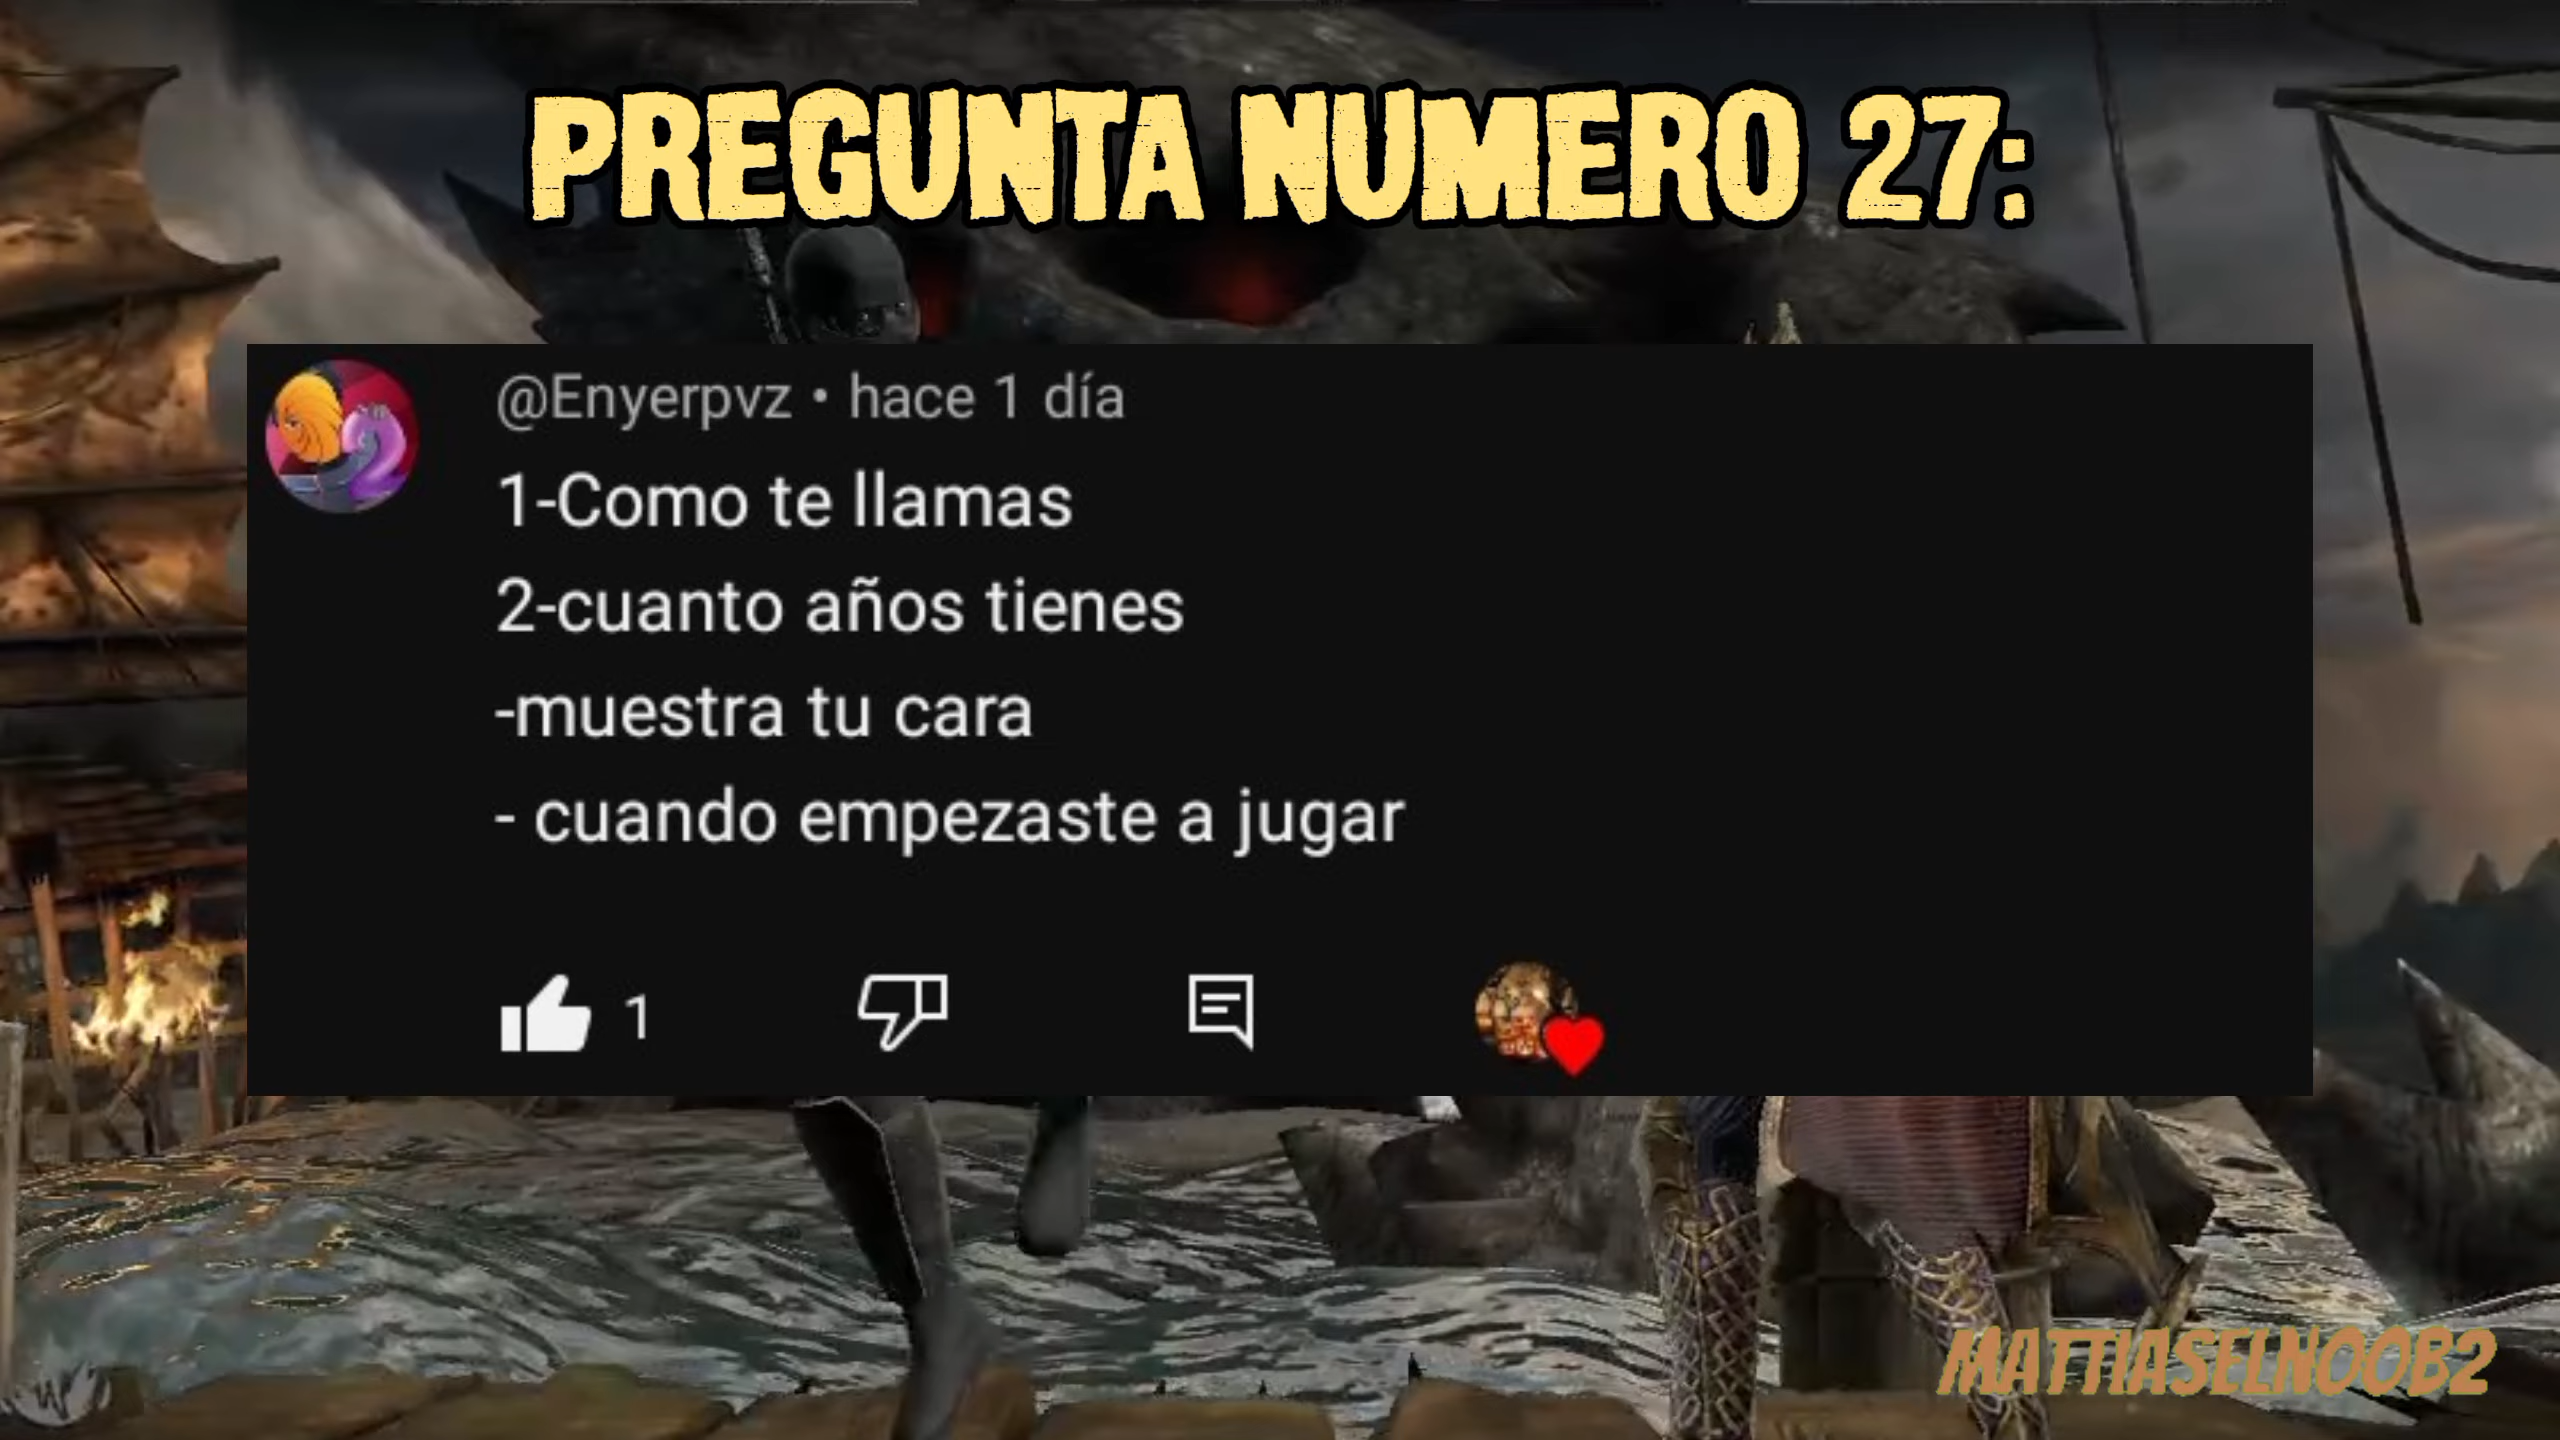 PREGUNTA NUMERO 27:
@Enyerpvz • hace 1 día
1-Como te llamas
2-cuanto años tienes
-muestra tu cara
- cuando empezaste a jugar
1
MATTIASELNOOB2